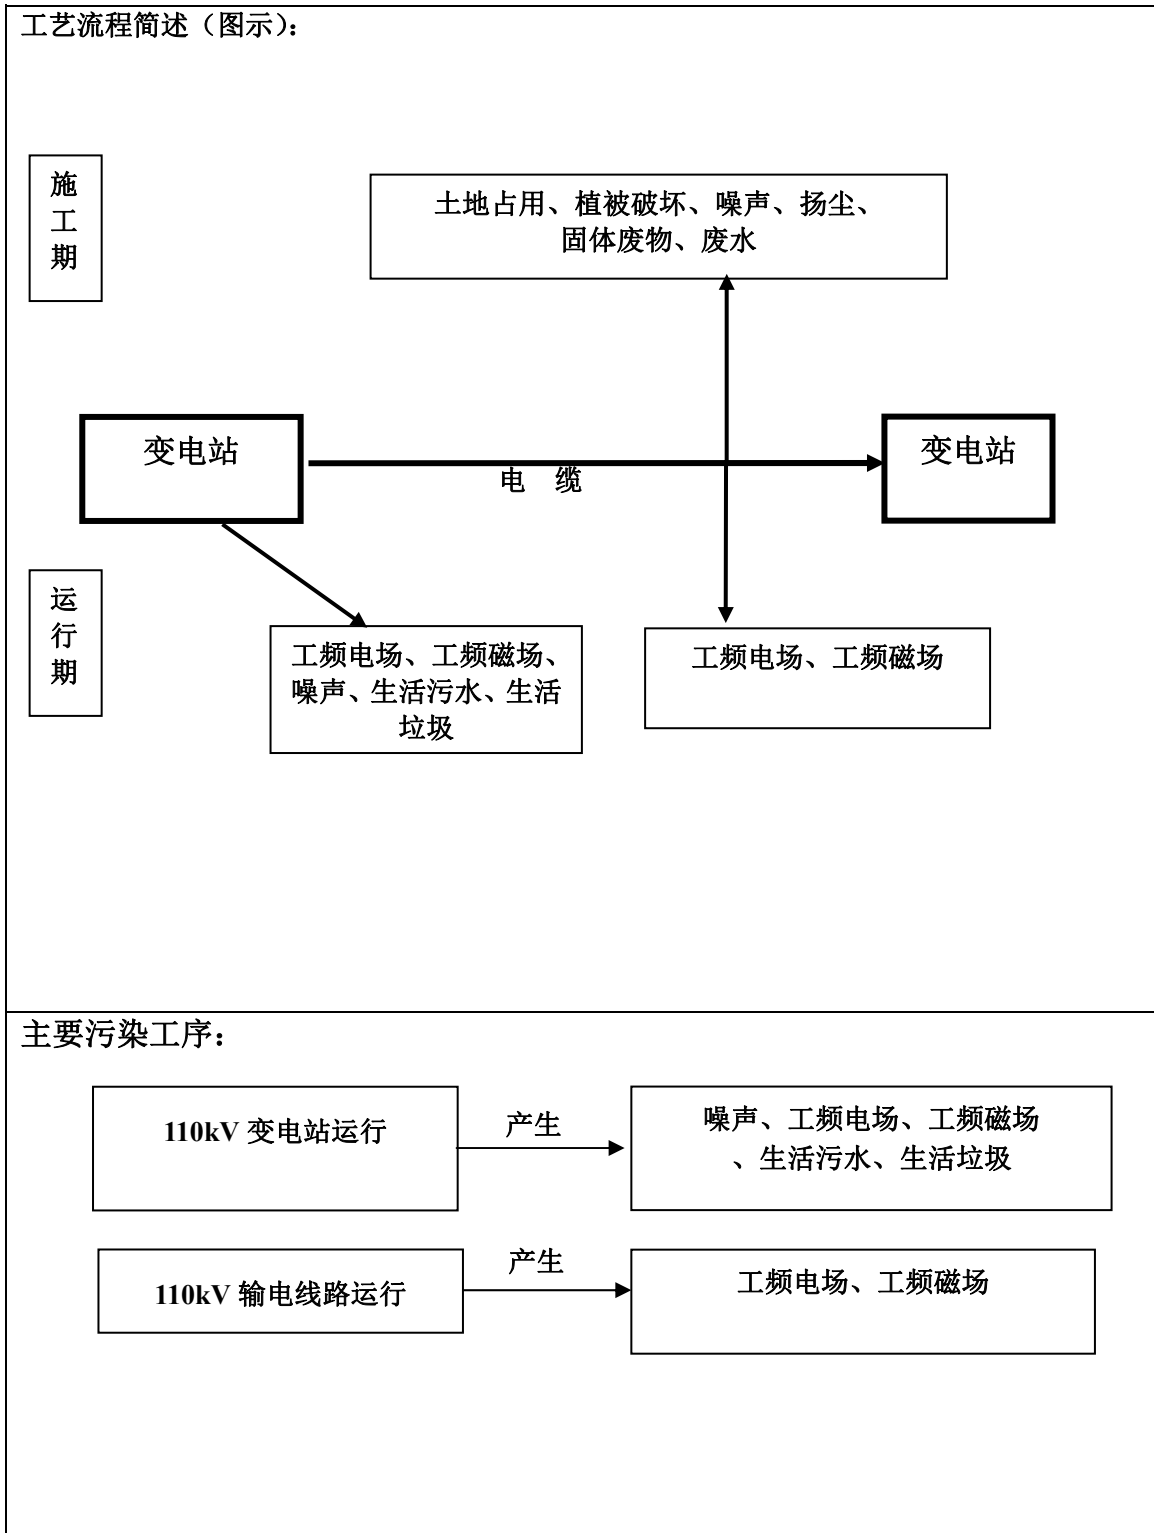 工艺流程简述（图示）：
施
工
期
土地占用、植被破坏、噪声、扬尘、
固体废物、废水
变电站
电 缆
变电站
运
行
期
工频电场、工频磁场、
噪声、生活污水、生活
垃圾
工频电场、工频磁场
主要污染工序：
110kV 变电站运行
产生
噪声、工频电场、工频磁场
、生活污水、生活垃圾
110kV 输电线路运行
产生
工频电场、工频磁场